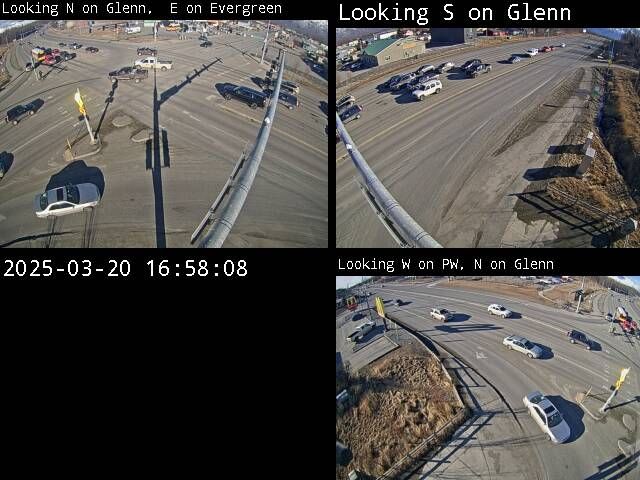 Looking N on Glenn, E on Evergreen
Looking S on Glenn
2025-03-20 16:58:08
Looking W on PW, N on Glenn